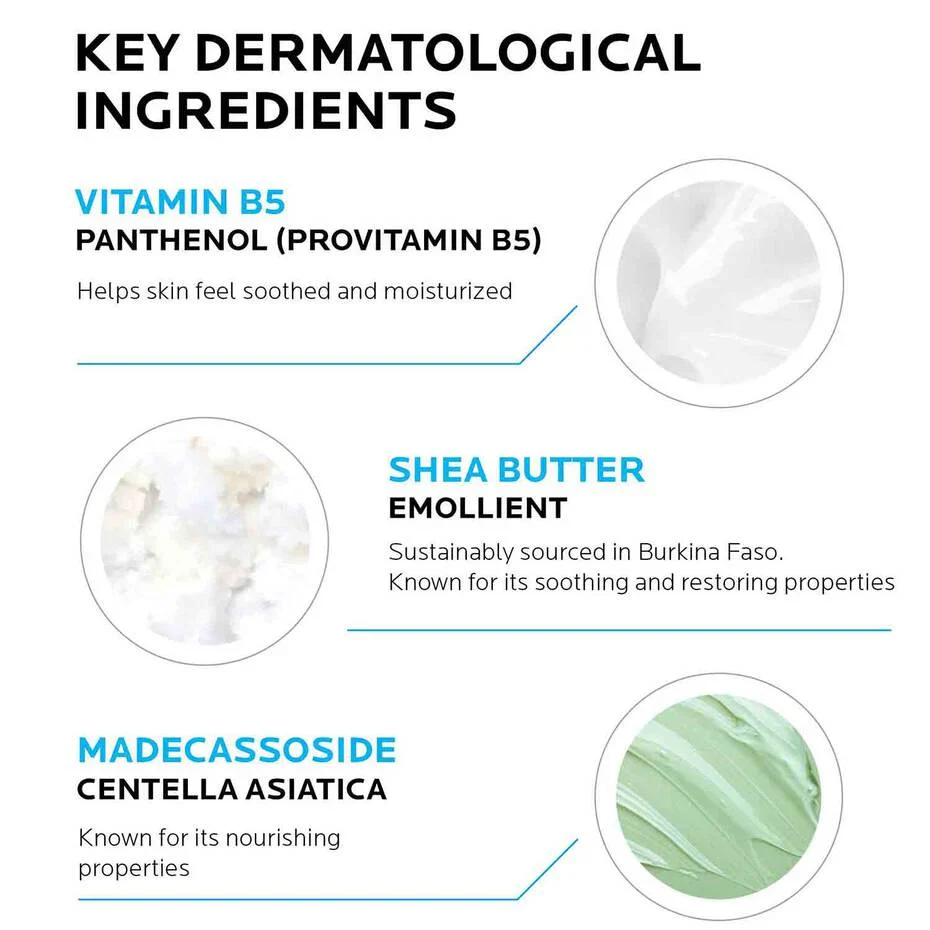 KEY DERMATOLOGICAL
INGREDIENTS
VITAMIN B5
PANTHENOL (PROVITAMIN B5)
Helps skin feel soothed and moisturized
SHEA BUTTER
EMOLLIENT
Sustainably sourced in Burkina Faso.
Known for its soothing and restoring properties
MADECASSOSIDE
CENTELLA ASIATICA
Known for its nourishing
properties